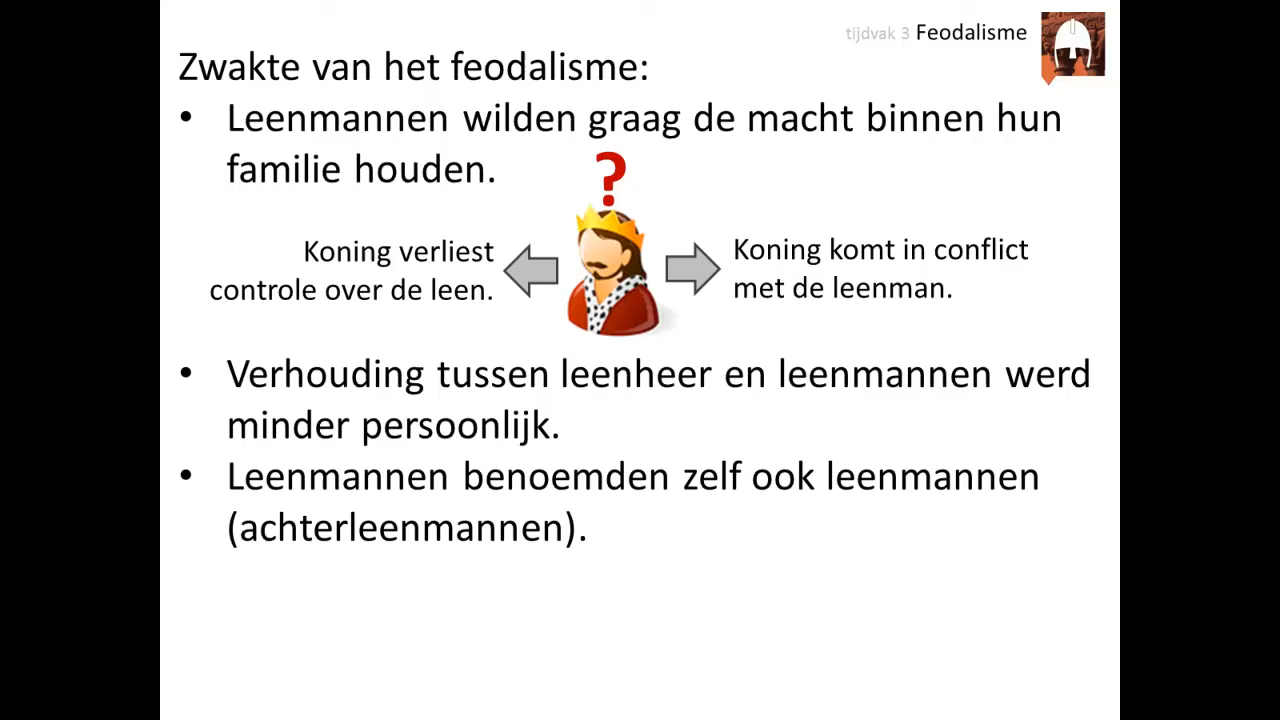 tijdvak 3 Feodalisme
Zwakte van het feodalisme:
• Leenmannen wilden graag de macht binnen hun
familie houden.
?
Koning verliest
controle over de leen.
Koning komt in conflict
met de leenman.
• Verhouding tussen leenheer en leenmannen werd
minder persoonlijk.
• Leenmannen benoemden zelf ook leenmannen
(achterleenmannen).